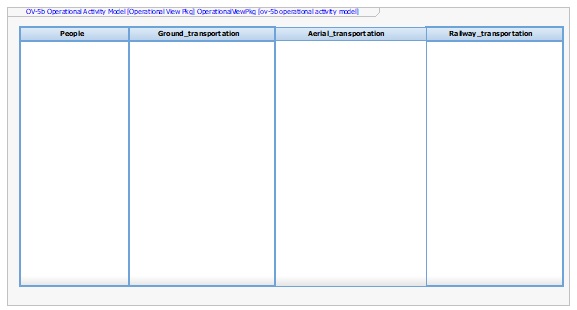 OV-5b Operational Activity Model [Operational View Pkg] OperationalViewPkg [ov-5b operational activity model]
People
Ground_transportation
Aerial_transportation
Railway_transportation